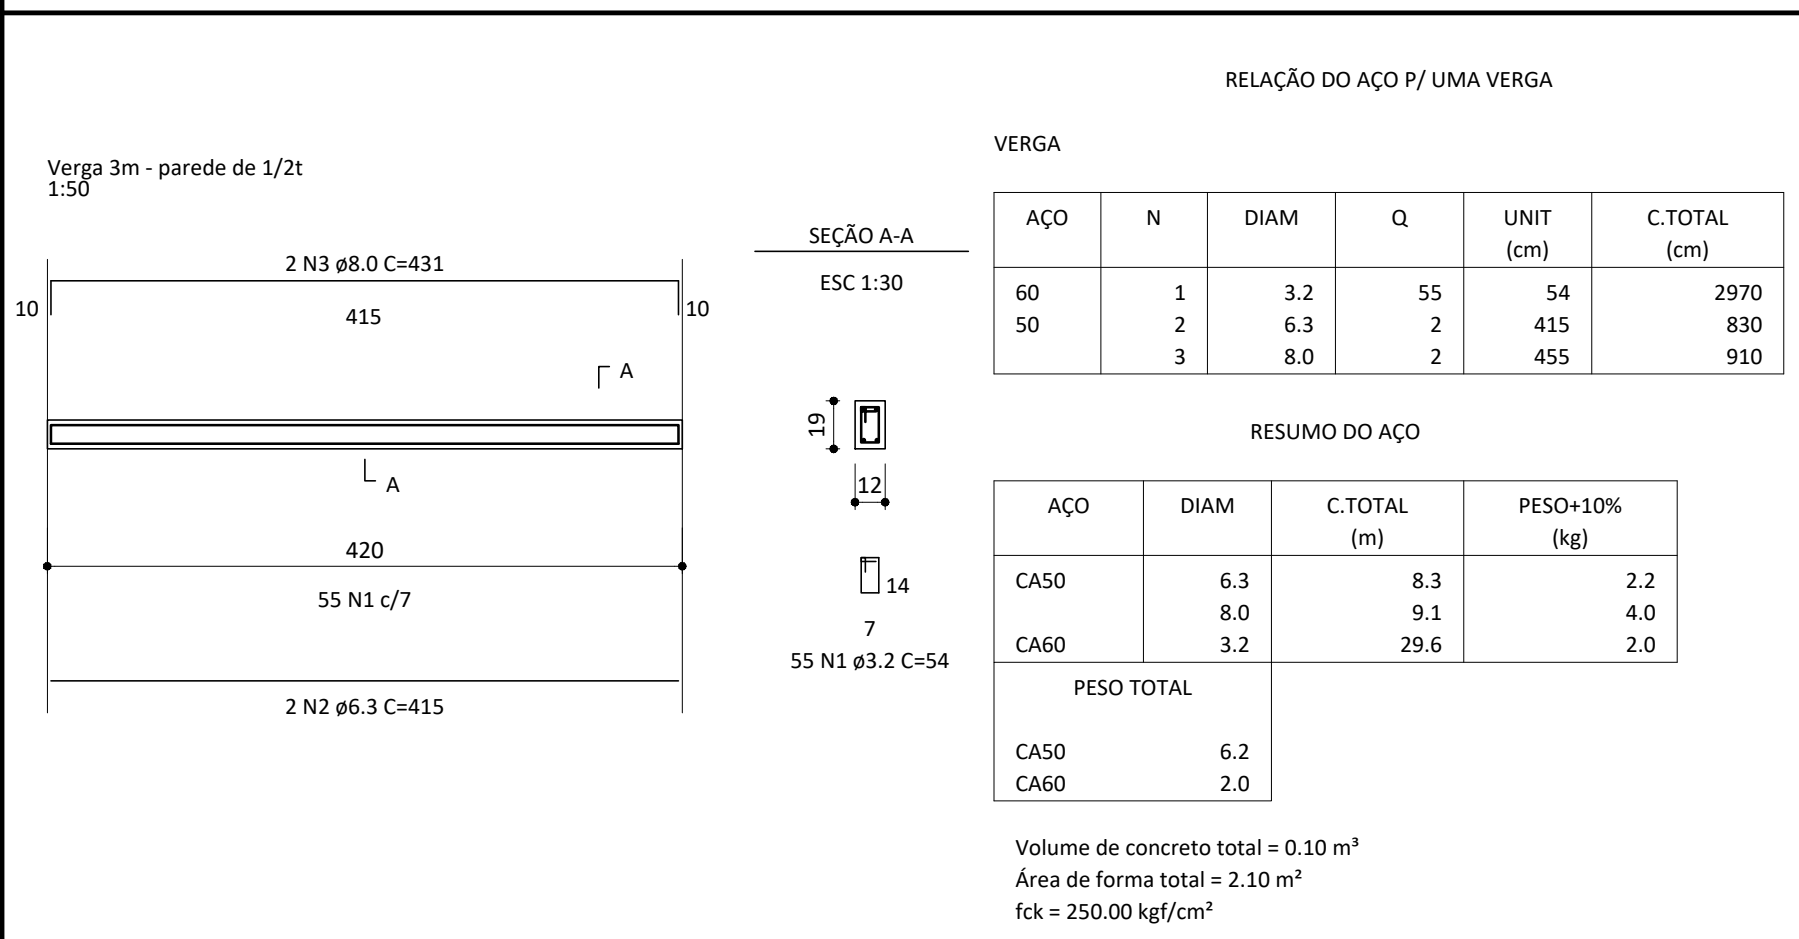 RELAÇÃO DO AÇO P/ UMA VERGA
VERGA
Verga 3m - parede de 1/2t
1:50
2 N3 ø8.0 C=431
10
415
10
A
A
420
55 N1 c/7
2 N2 ø6.3 C=415
SEÇÃO A-A
ESC 1:30
19
12
14
7
55 N1 ø3.2 C=54
AÇO N DIAM Q UNIT C.TOTAL
(cm) (cm)
60 1 3.2 55 54 2970
50 2 6.3 2 415 830
3 8.0 2 455 910
RESUMO DO AÇO
AÇO DIAM C.TOTAL PESO+10%
(m) (kg)
CA50 6.3 8.3 2.2
8.0 9.1 4.0
CA60 3.2 29.6 2.0
PESO TOTAL
CA50 6.2
CA60 2.0
Volume de concreto total = 0.10 m³
Área de forma total = 2.10 m²
fck = 250.00 kgf/cm²